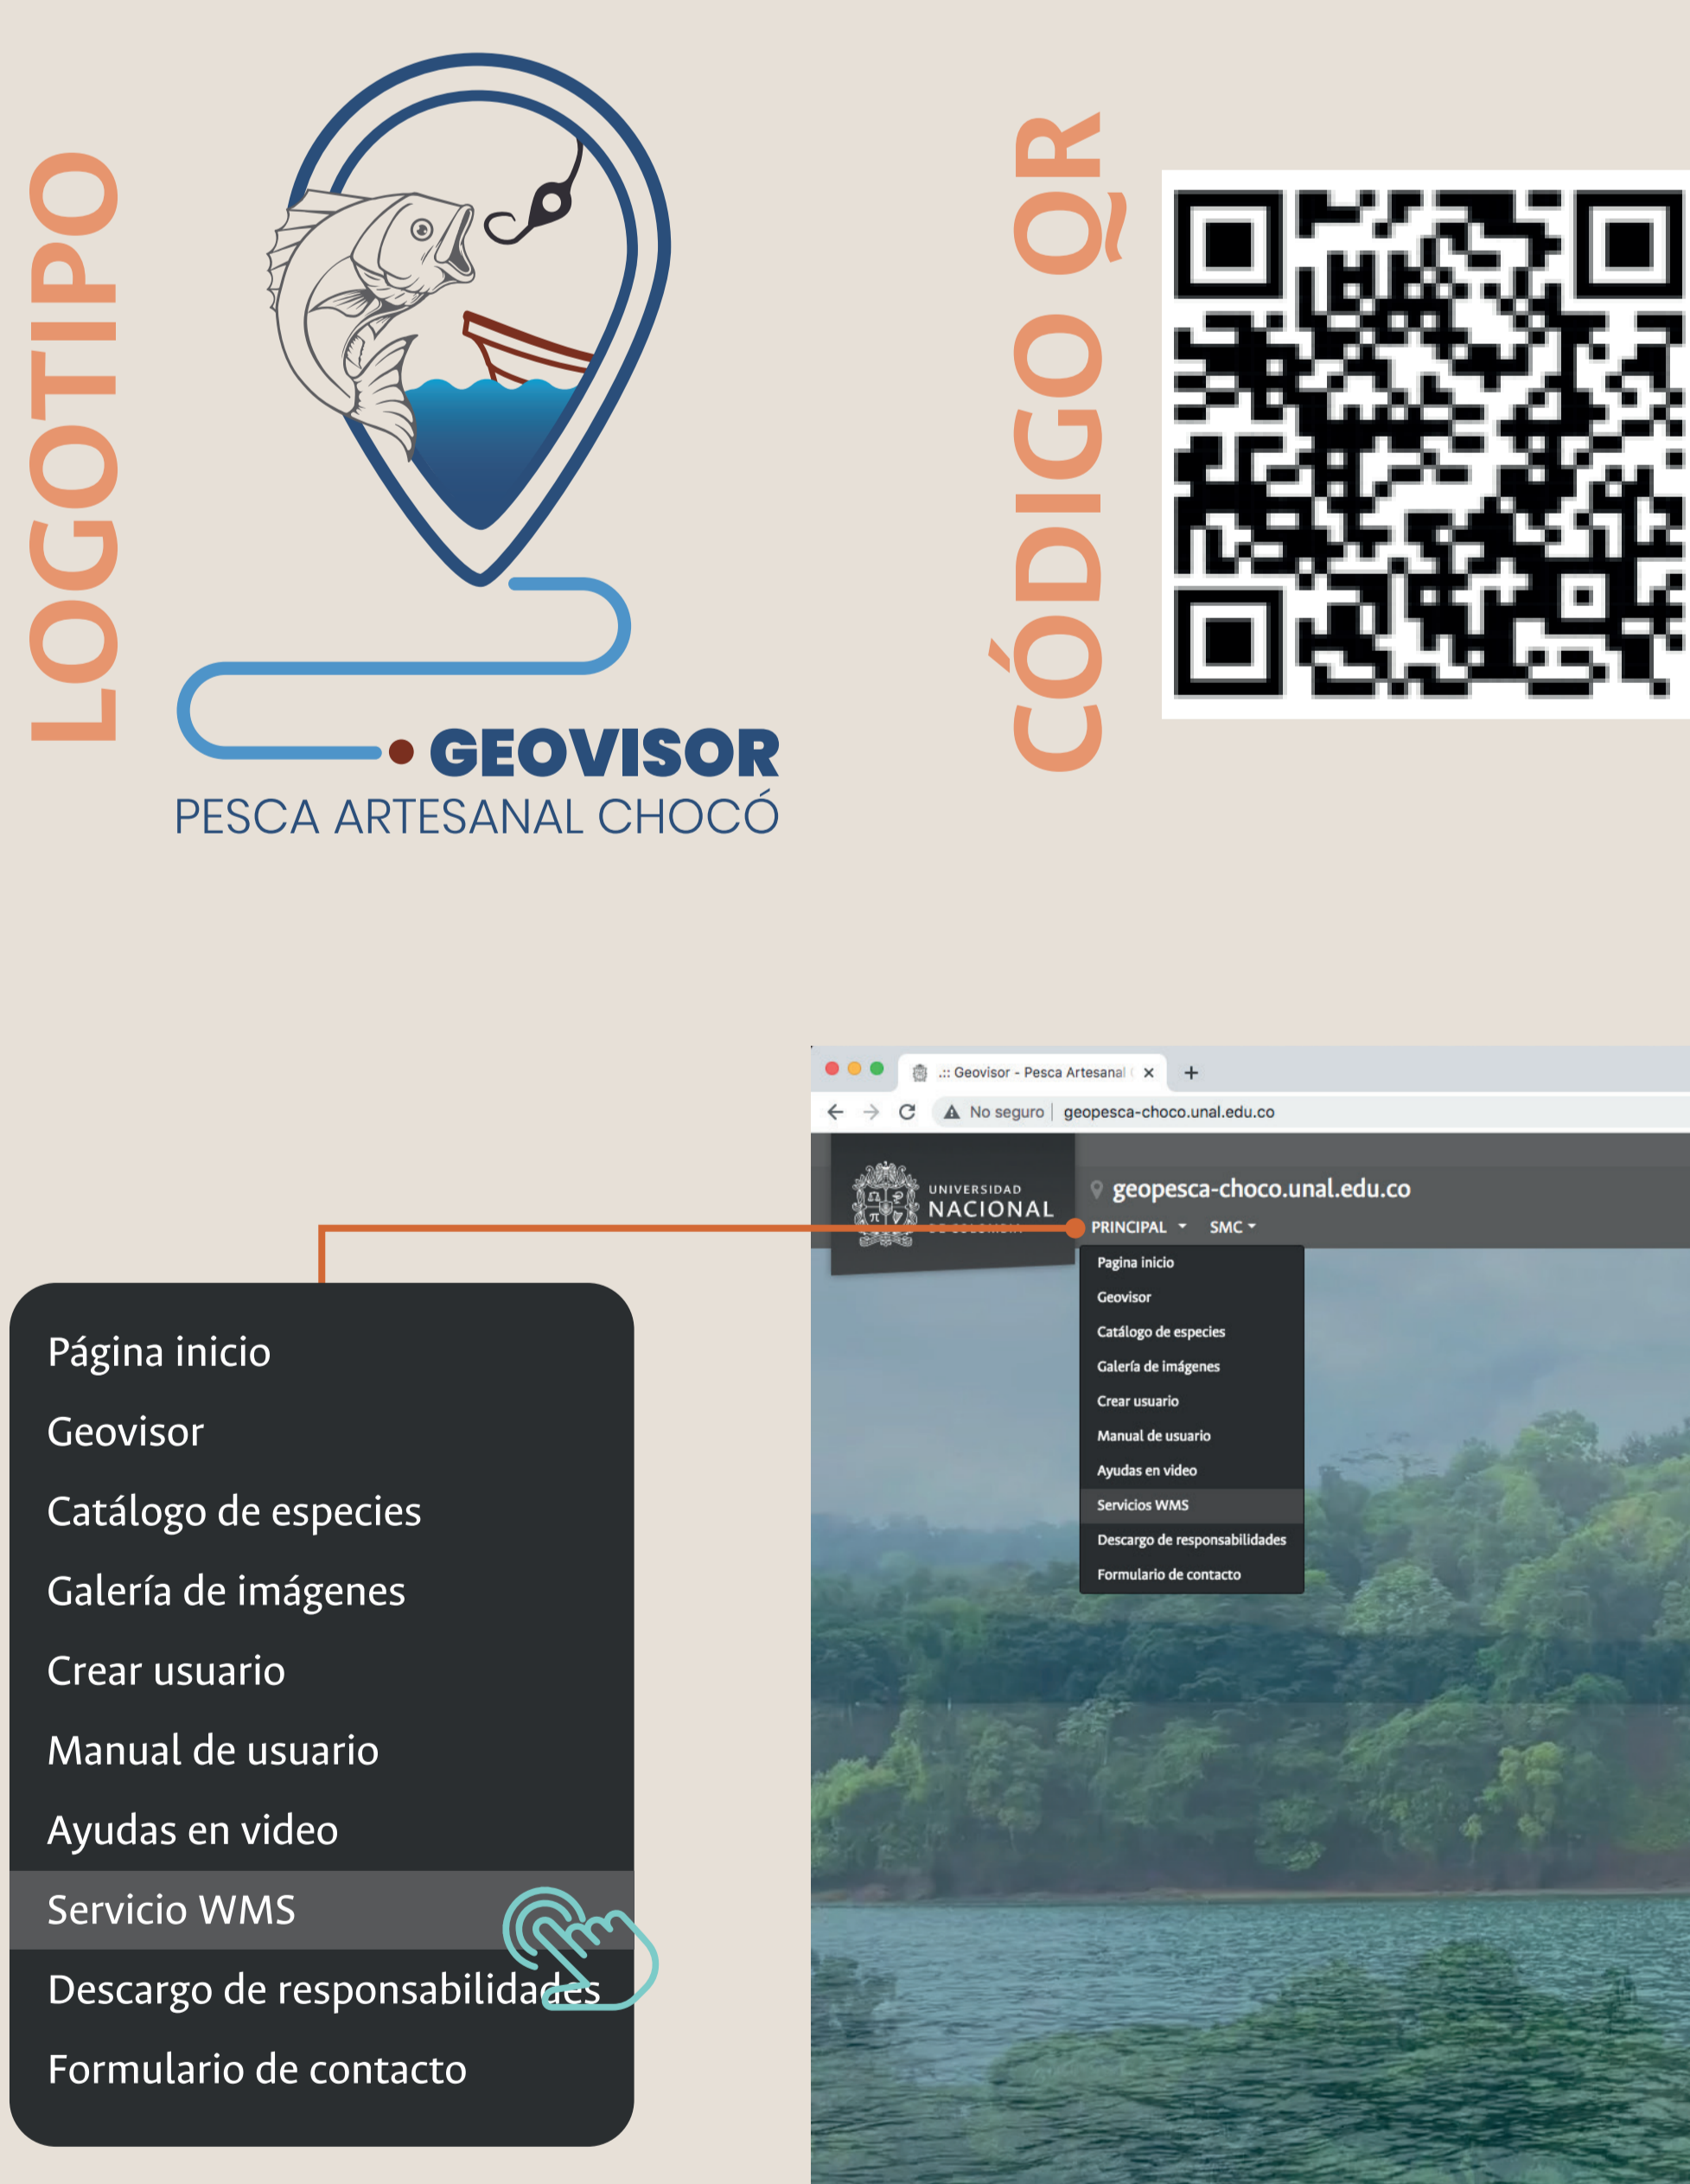 LOGOTIPO
GEOVISOR
PESCA ARTESANAL CHOCÓ
CÓDIGO QR
.:: Geovisor - Pesca Artesanal
No seguro
geopesca-choco.unal.edu.co
UNIVERSIDAD
NACIONAL
DE COLOMBIA
geopesca-choco.unal.edu.co
PRINCIPAL
SMC
Pagina inicio
Geovisor
Catálogo de especies
Galería de imágenes
Crear usuario
Manual de usuario
Ayudas en video
Servicios WMS
Descargo de responsabilidades
Formulario de contacto
Página inicio
Geovisor
Catálogo de especies
Galería de imágenes
Crear usuario
Manual de usuario
Ayudas en video
Servicio WMS
Descargo de responsabilidades
Formulario de contacto